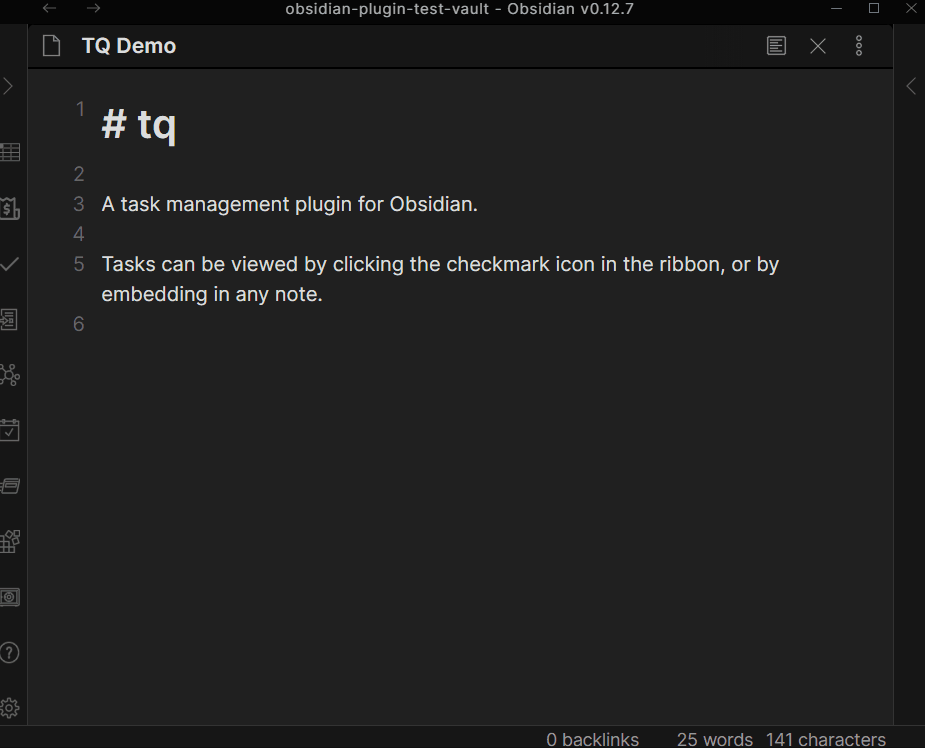 obsidian-plugin-test-vault - Obsidian v0.12.7
TQ Demo
1 # tq
2
3 A task management plugin for Obsidian.
4
5 Tasks can be viewed by clicking the checkmark icon in the ribbon, or by
embedding in any note.
6
0 backlinks 25 words 141 characters